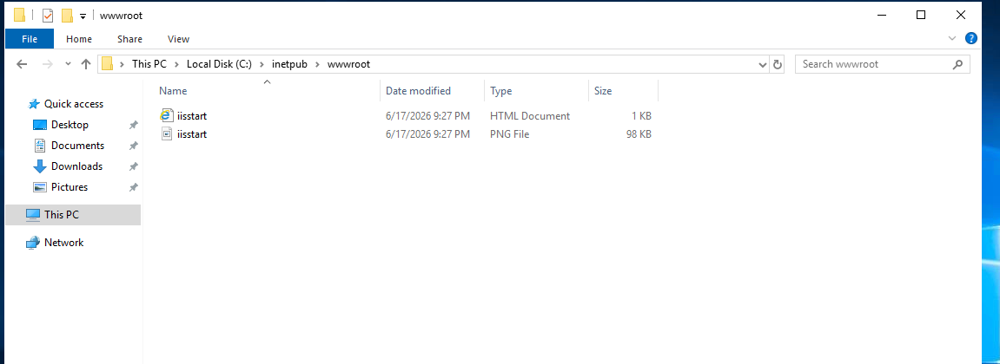 wwwroot
File Home Share View
This PC Local Disk (C:) inetpub wwwroot Search wwwroot
Name Date modified Type Size
Quick access
Desktop
Documents
Downloads
Pictures
This PC
Network
iisstart 6/17/2026 9:27 PM HTML Document 1 KB
iisstart 6/17/2026 9:27 PM PNG File 98 KB